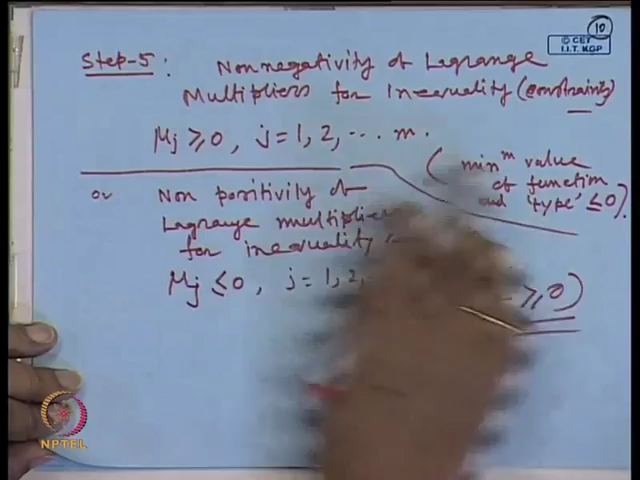 10
© CET
I.I.T. KGP
Step-5 : Nonnegativity of Lagrange
Multipliers for Inequality (constraints)
μj ≥ 0, j = 1, 2, ... m.
(minᵐ value
of function
and 'type' ≤ 0).
or Non positivity of
Lagrange multiplier
for inequality
μj ≤ 0, j = 1, 2,
≥, 0)
NPTEL